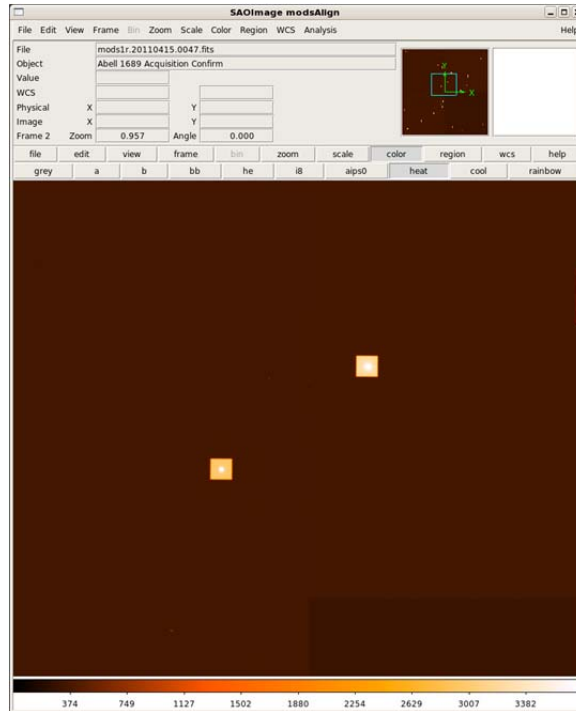 SAOImage modsAlign
File Edit View Frame Bin Zoom Scale Color Region WCS Analysis Help
File mods1r.20110415.0047.fits
Object Abell 1689 Acquisition Confirm
Value
WCS
Physical X Y
Image X Y
Frame 2 Zoom 0.957 Angle 0.000
file edit view frame bin zoom scale color region wcs help
grey a b bb he i8 aips0 heat cool rainbow
374 749 1127 1502 1880 2254 2629 3007 3382